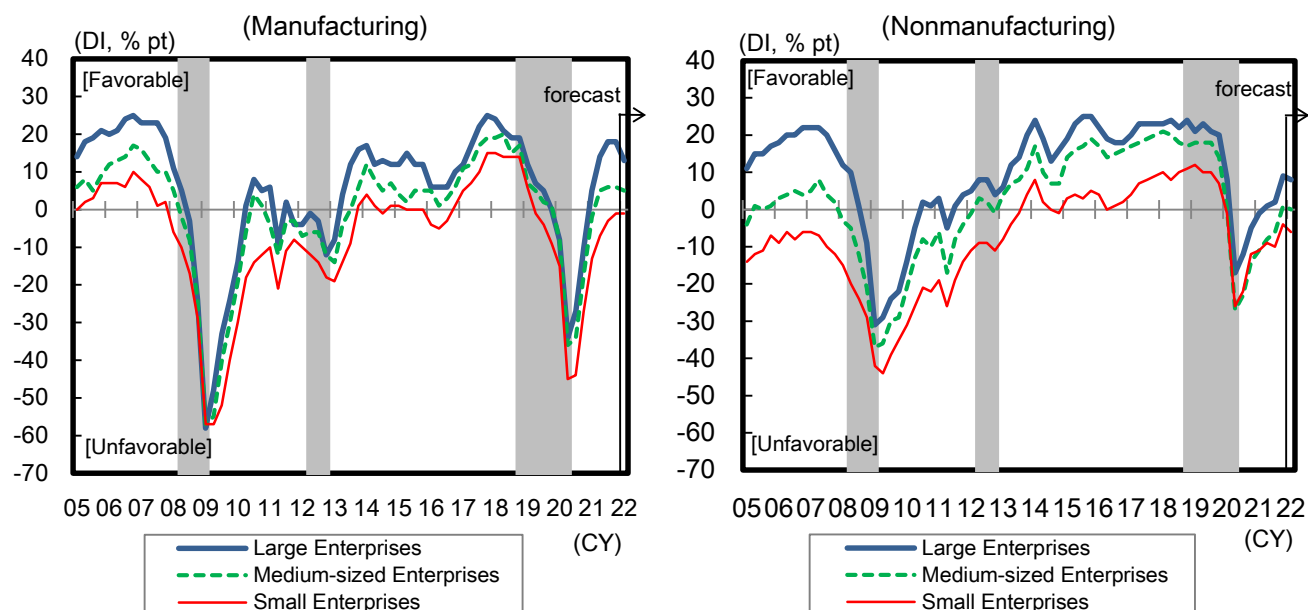 (Manufacturing)
(DI, % pt)
40
30
20
10
0
-10
-20
-30
-40
-50
-60
-70
[Favorable]
forecast
[Unfavorable]
05 06 07 08 09 10 11 12 13 14 15 16 17 18 19 20 21 22
(CY)
Large Enterprises
Medium-sized Enterprises
Small Enterprises
(Nonmanufacturing)
(DI, % pt)
40
30
20
10
0
-10
-20
-30
-40
-50
-60
-70
[Favorable]
forecast
[Unfavorable]
05 06 07 08 09 10 11 12 13 14 15 16 17 18 19 20 21 22
(CY)
Large Enterprises
Medium-sized Enterprises
Small Enterprises